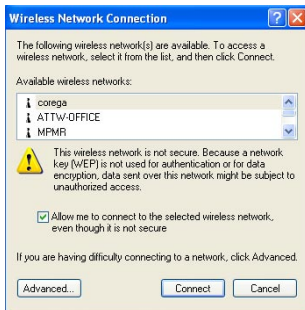 Wireless Network Connection
The following wireless network(s) are available. To access a
wireless network, select it from the list, and then click Connect.
Available wireless networks:
corega
ATTW-OFFICE
MPMR
This wireless network is not secure. Because a network
key (WEP) is not used for authentication or for data
encryption, data sent over this network might be subject to
unauthorized access.
Allow me to connect to the selected wireless network,
even though it is not secure
If you are having difficulty connecting to a network, click Advanced.
Advanced... Connect Cancel